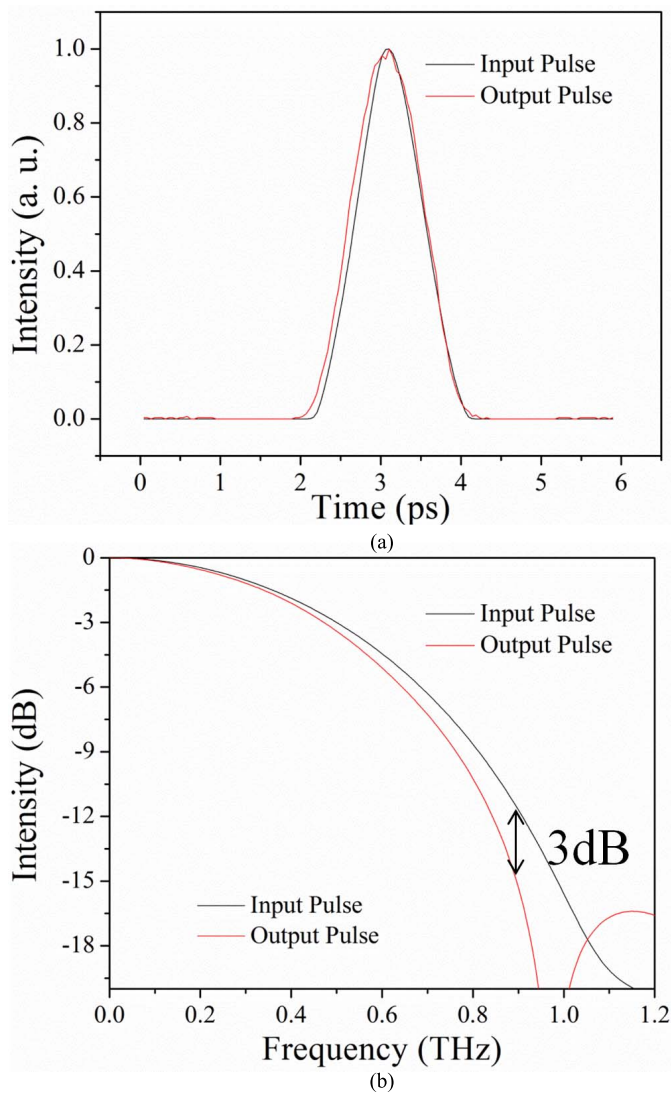 1.0
0.8
0.6
0.4
0.2
0.0
Intensity (a. u.)
Input Pulse
Output Pulse
0 1 2 3 4 5 6
Time (ps)
(a)
0
-3
-6
-9
-12
-15
-18
Intensity (dB)
Input Pulse
Output Pulse
3dB
Input Pulse
Output Pulse
0.0 0.2 0.4 0.6 0.8 1.0 1.2
Frequency (THz)
(b)